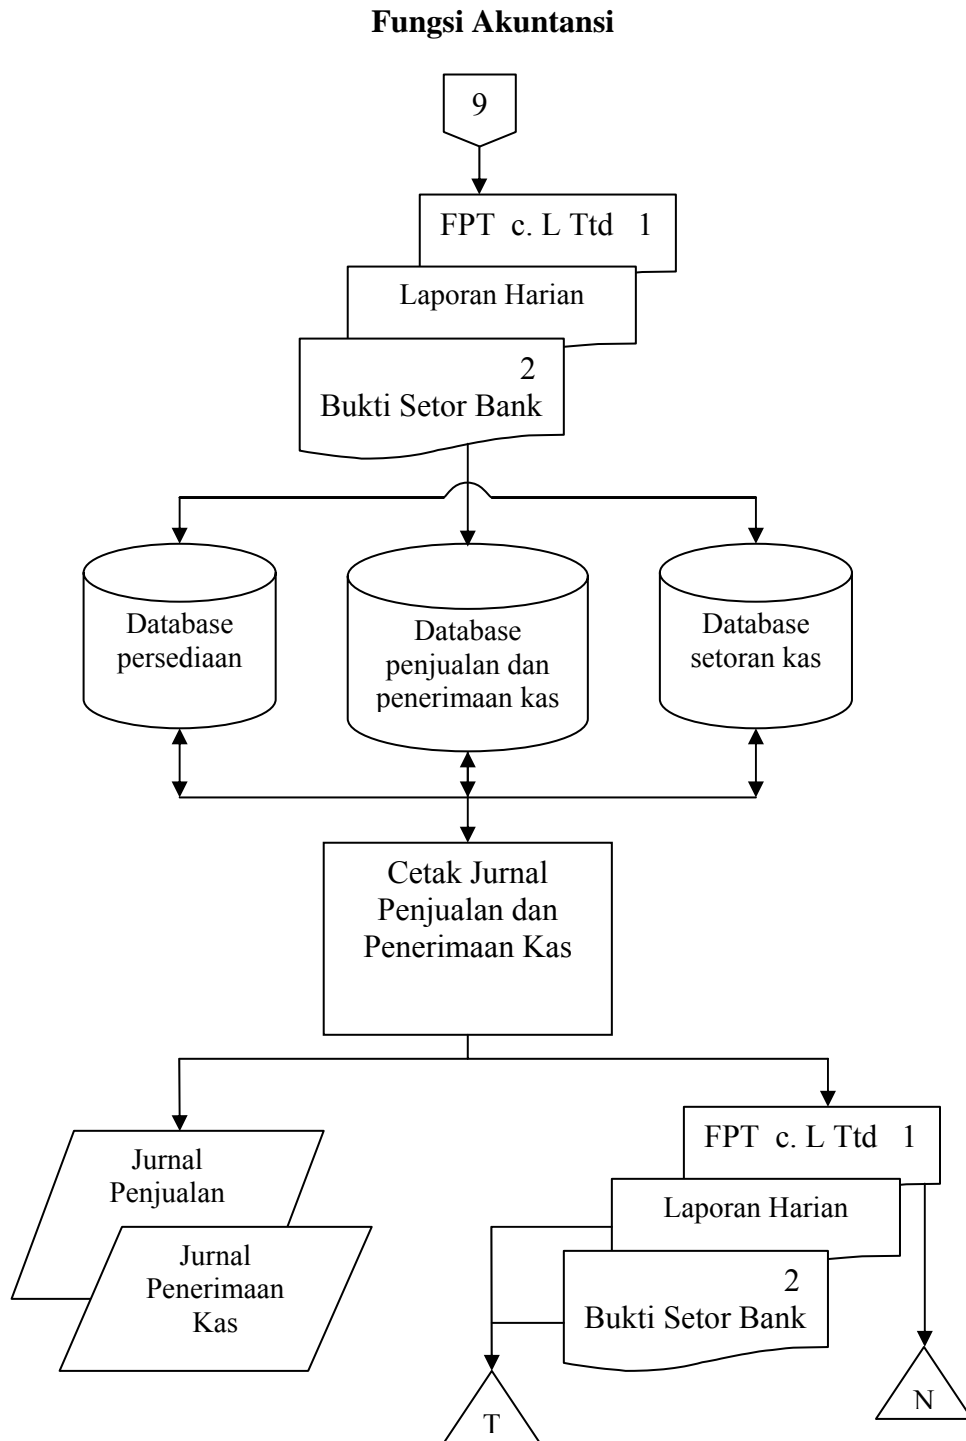 Fungsi Akuntansi
9
FPT c. L Ttd 1
Laporan Harian
2
Bukti Setor Bank
Database
persediaan
Database
penjualan dan
penerimaan kas
Database
setoran kas
Cetak Jurnal
Penjualan dan
Penerimaan Kas
Jurnal
Penjualan
Jurnal
Penerimaan
Kas
FPT c. L Ttd 1
Laporan Harian
2
Bukti Setor Bank
T
N